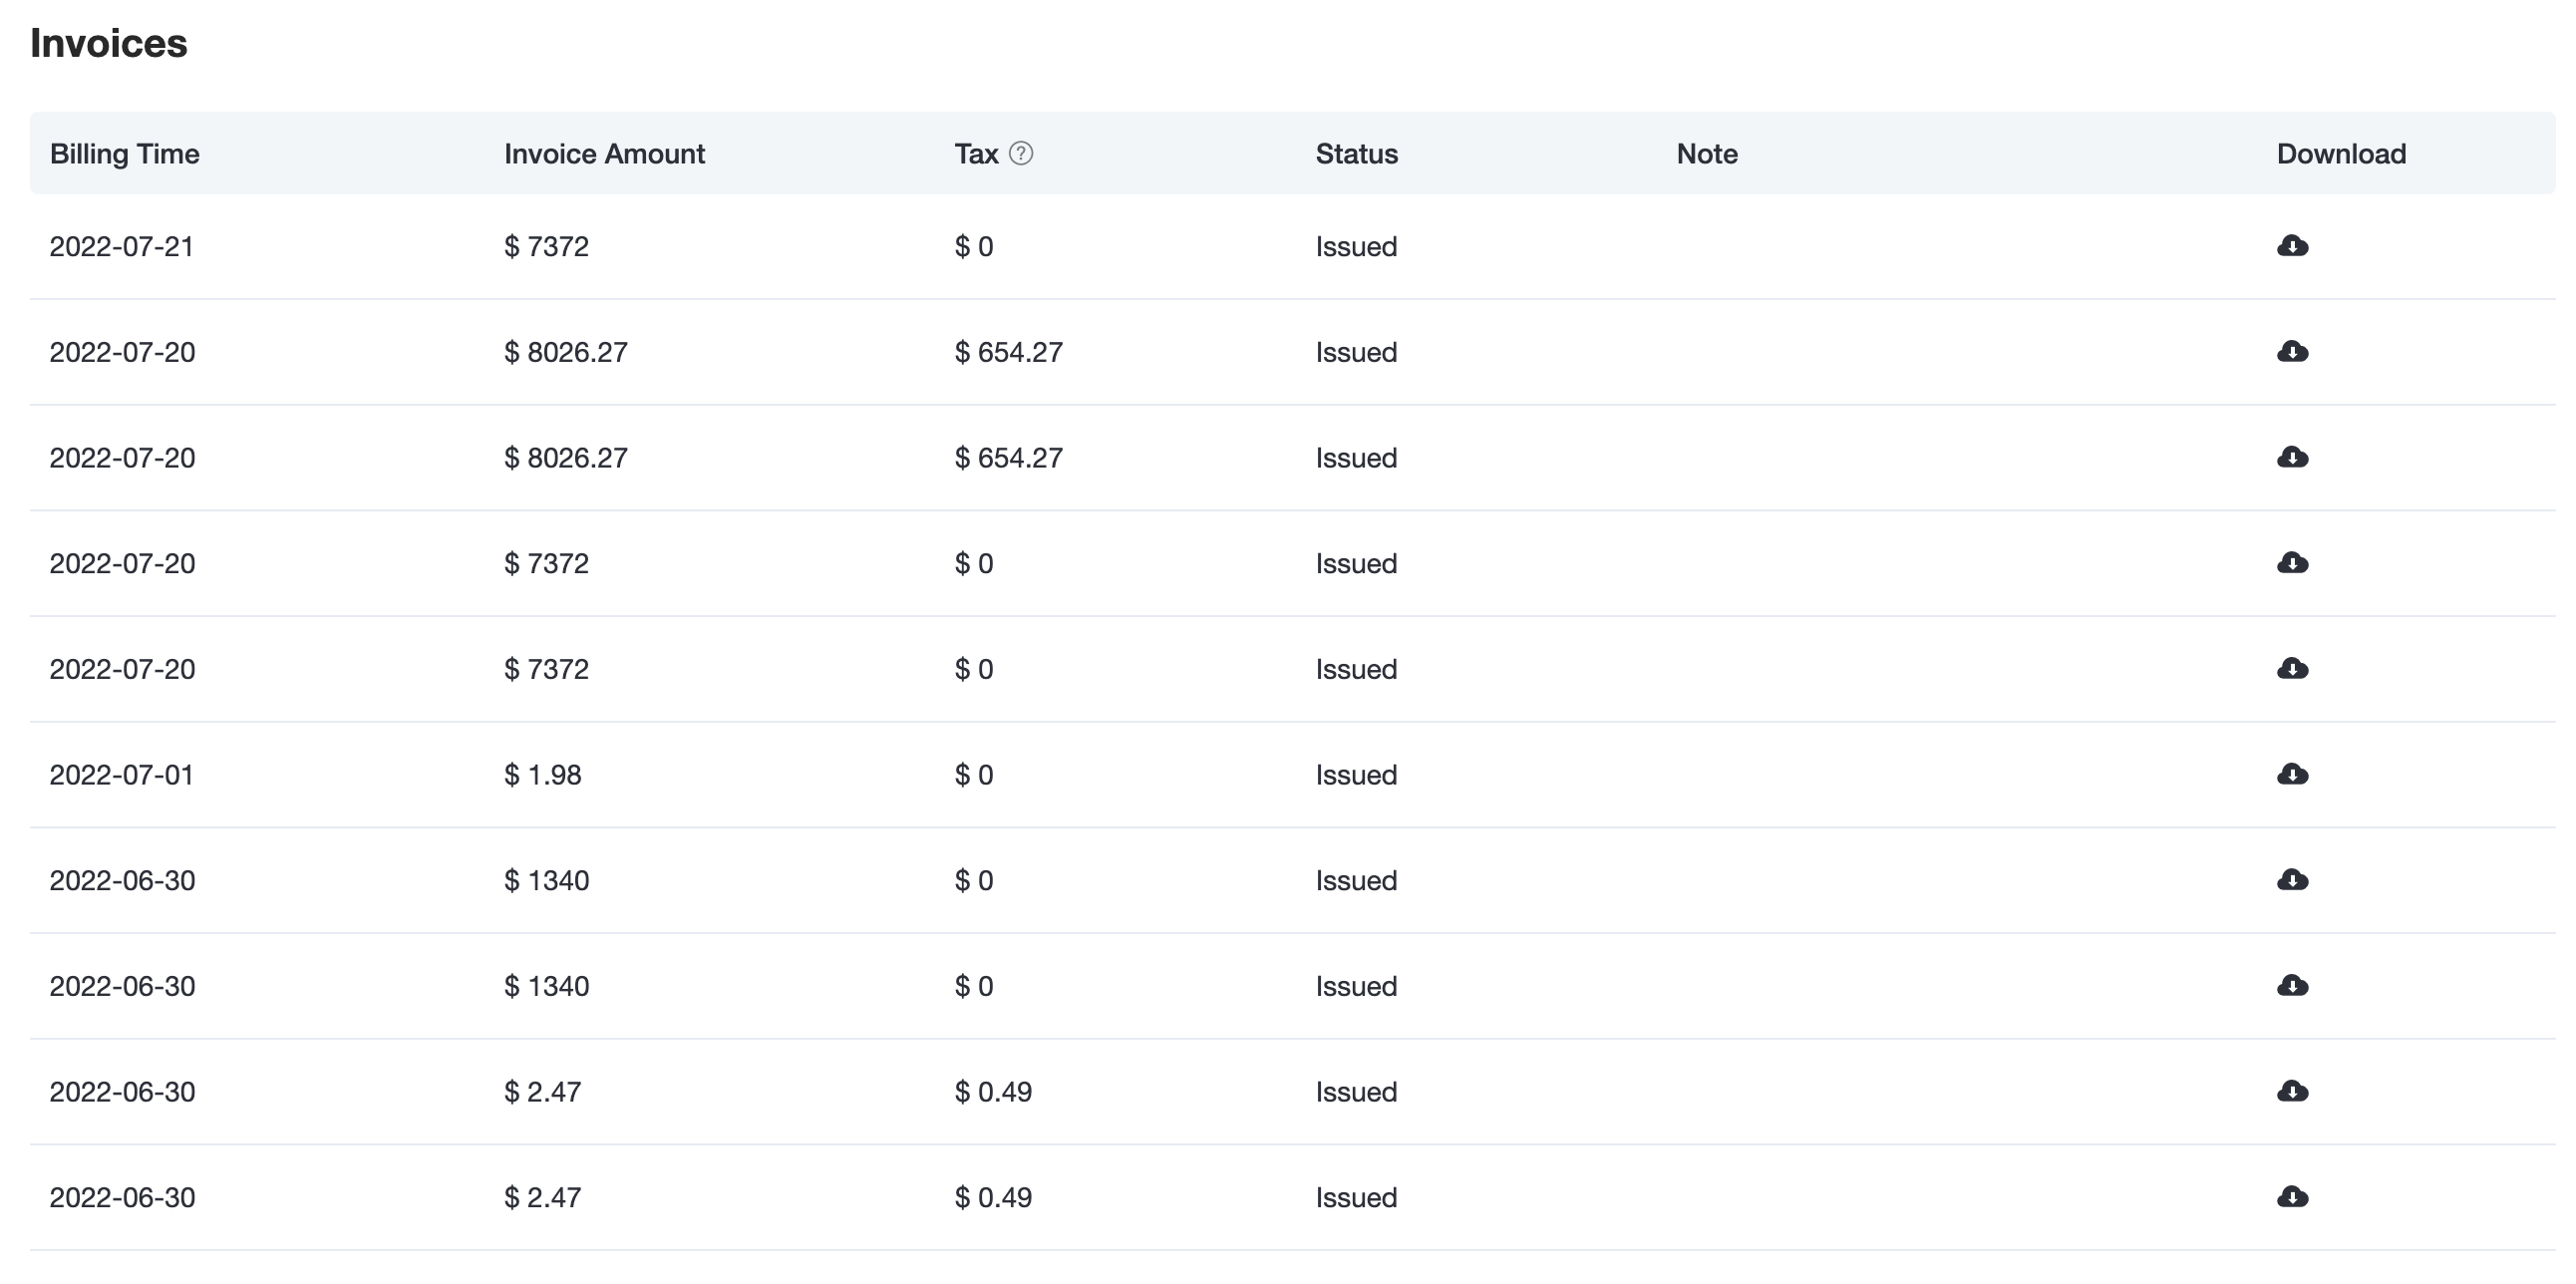 Invoices
Billing Time Invoice Amount Tax ? Status Note Download
2022-07-21 $ 7372 $ 0 Issued
2022-07-20 $ 8026.27 $ 654.27 Issued
2022-07-20 $ 8026.27 $ 654.27 Issued
2022-07-20 $ 7372 $ 0 Issued
2022-07-20 $ 7372 $ 0 Issued
2022-07-01 $ 1.98 $ 0 Issued
2022-06-30 $ 1340 $ 0 Issued
2022-06-30 $ 1340 $ 0 Issued
2022-06-30 $ 2.47 $ 0.49 Issued
2022-06-30 $ 2.47 $ 0.49 Issued